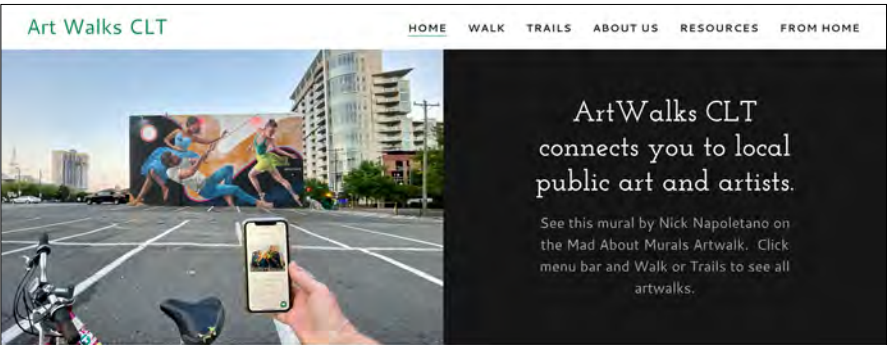 Art Walks CLT
HOME WALK TRAILS ABOUT US RESOURCES FROM HOME
ArtWalks CLT
connects you to local
public art and artists.
See this mural by Nick Napoletano on
the Mad About Murals Artwalk. Click
menu bar and Walk or Trails to see all
artwalks.